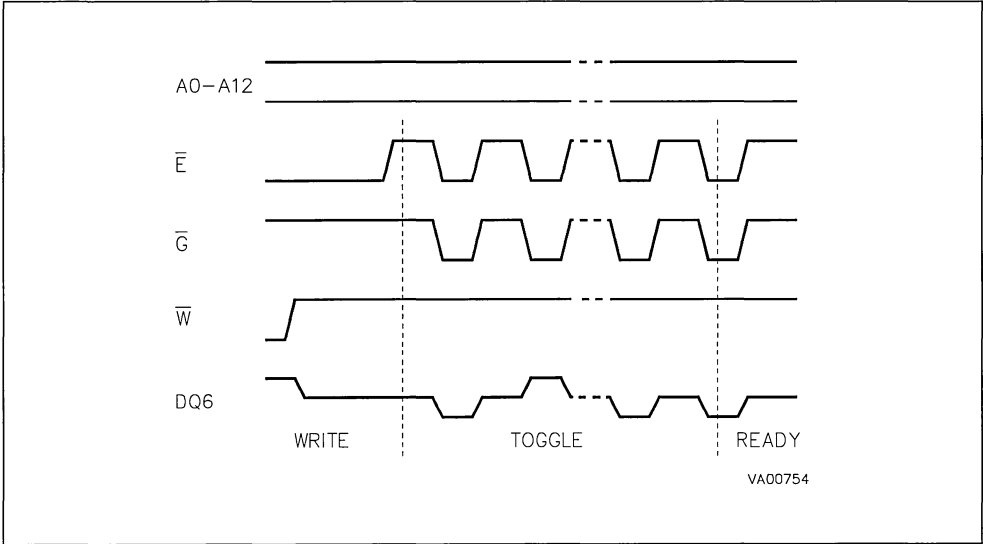 A0-A12
E̅
G̅
W̅
DQ6
WRITE TOGGLE READY
VA00754